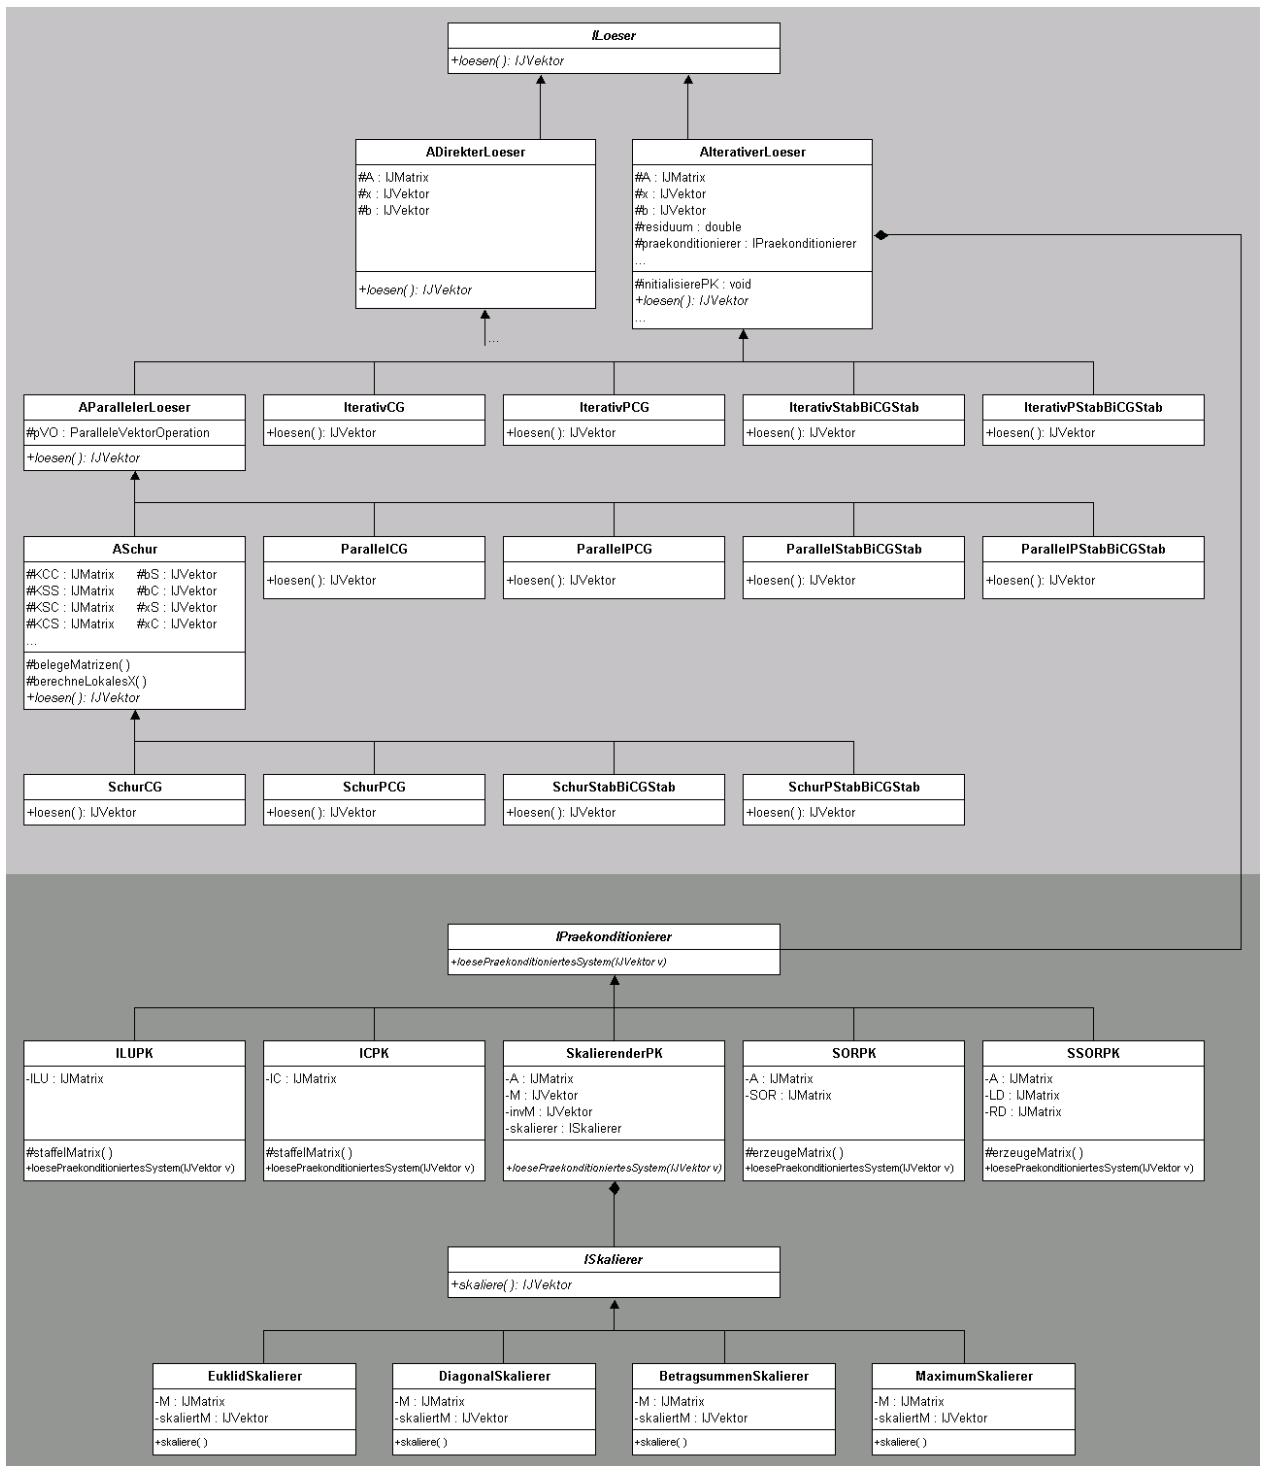 ILoeser
+loesen( ): IJVektor
ADirekterLoeser
#A : IJMatrix
#x : IJVektor
#b : IJVektor
+loesen( ): IJVektor
...
AIterativerLoeser
#A : IJMatrix
#x : IJVektor
#b : IJVektor
#residuum : double
#praekonditionierer : IPraekonditionierer
...
#initialisierePK : void
+loesen( ): IJVektor
...
AParallelerLoeser
#pVO : ParalleleVektorOperation
+loesen( ): IJVektor
IterativCG
+loesen( ): IJVektor
IterativPCG
+loesen( ): IJVektor
IterativStabBiCGStab
+loesen( ): IJVektor
IterativPStabBiCGStab
+loesen( ): IJVektor
ASchur
#KCC : IJMatrix #bS : IJVektor
#KSS : IJMatrix #bC : IJVektor
#KSC : IJMatrix #xS : IJVektor
#KCS : IJMatrix #xC : IJVektor
...
#belegeMatrizen( )
#berechneLokalesX( )
+loesen( ): IJVektor
ParallelCG
+loesen( ): IJVektor
ParallelPCG
+loesen( ): IJVektor
ParallelStabBiCGStab
+loesen( ): IJVektor
ParallelPStabBiCGStab
+loesen( ): IJVektor
SchurCG
+loesen( ): IJVektor
SchurPCG
+loesen( ): IJVektor
SchurStabBiCGStab
+loesen( ): IJVektor
SchurPStabBiCGStab
+loesen( ): IJVektor
IPraekonditionierer
+loesePraekonditioniertesSystem(IJVektor v)
ILUPK
-ILU : IJMatrix
#staffelMatrix( )
+loesePraekonditioniertesSystem(IJVektor v)
ICPK
-IC : IJMatrix
#staffelMatrix( )
+loesePraekonditioniertesSystem(IJVektor v)
SkalierenderPK
-A : IJMatrix
-M : IJVektor
-invM : IJVektor
-skalierer : ISkalierer
+loesePraekonditioniertesSystem(IJVektor v)
SORPK
-A : IJMatrix
-SOR : IJMatrix
#erzeugeMatrix( )
+loesePraekonditioniertesSystem(IJVektor v)
SSORPK
-A : IJMatrix
-LD : IJMatrix
-RD : IJMatrix
#erzeugeMatrix( )
+loesePraekonditioniertesSystem(IJVektor v)
ISkalierer
+skaliere( ): IJVektor
EuklidSkalierer
-M : IJMatrix
-skaliertM : IJVektor
+skaliere( )
DiagonalSkalierer
-M : IJMatrix
-skaliertM : IJVektor
+skaliere( )
BetragsummenSkalierer
-M : IJMatrix
-skaliertM : IJVektor
+skaliere( )
MaximumSkalierer
-M : IJMatrix
-skaliertM : IJVektor
+skaliere( )